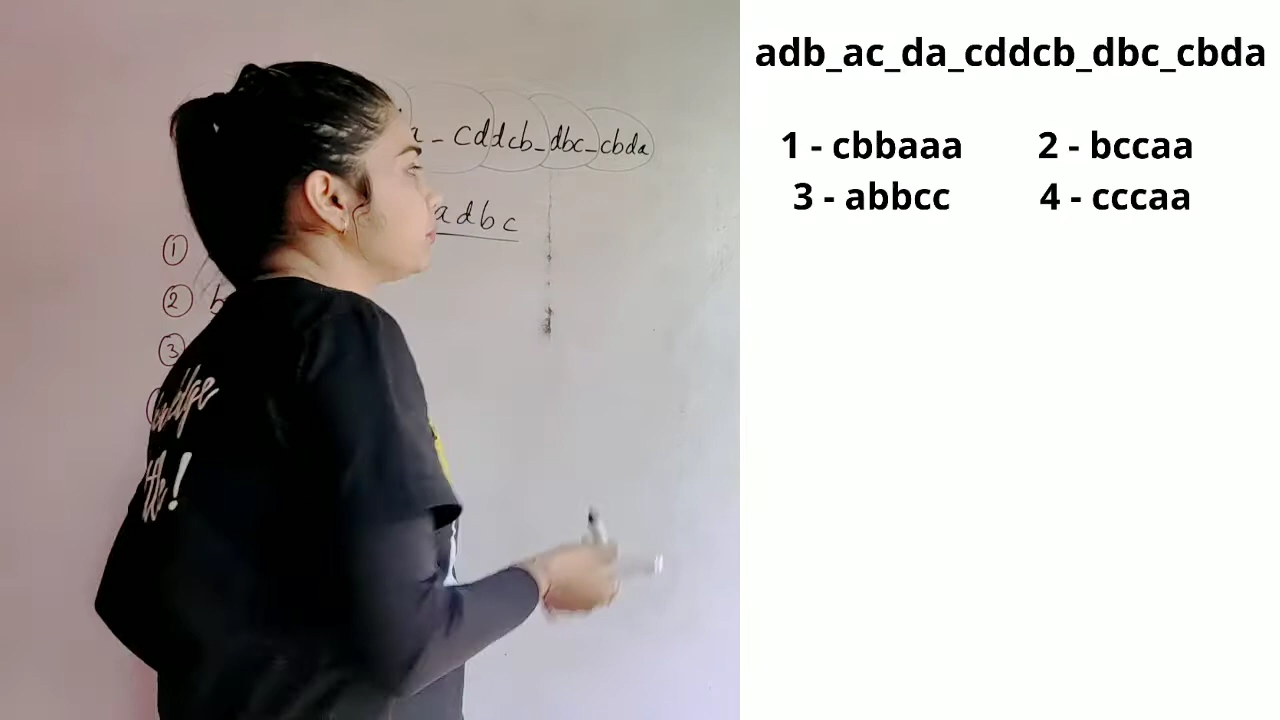 adb_ac_da_cddcb_dbc_cbda
1 - cbbaaa 2 - bccaa
3 - abbcc 4 - cccaa
a - cddcb_dbc_cbda
adbc
1
2 b
3